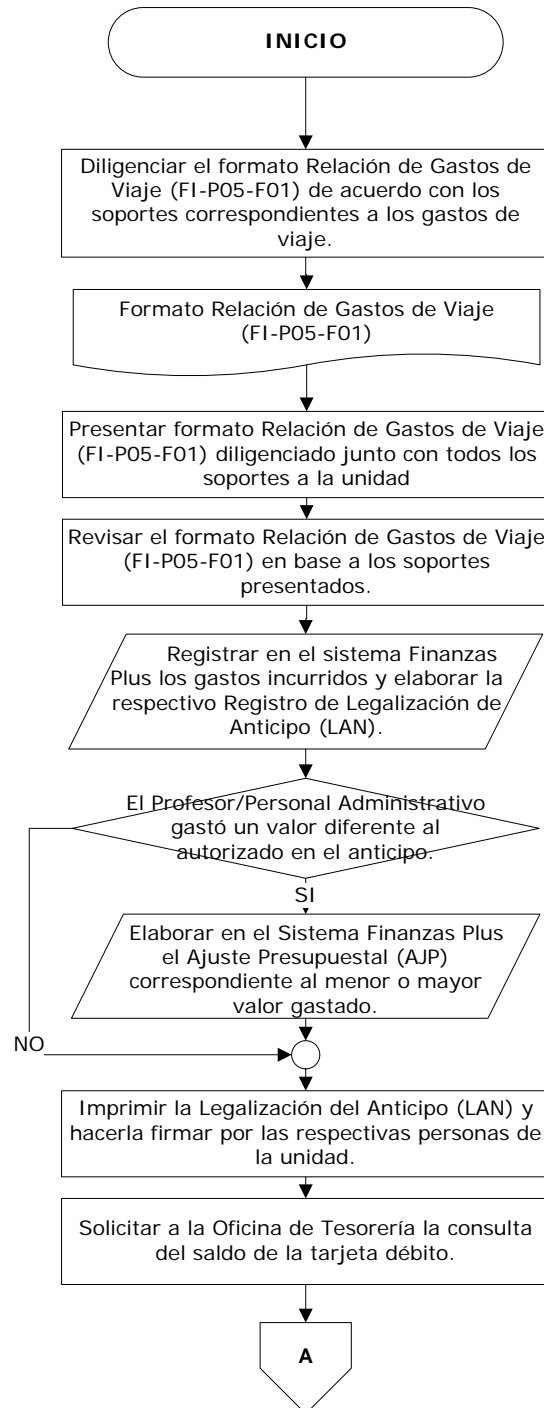 INICIO
Diligenciar el formato Relación de Gastos de
Viaje (FI-P05-F01) de acuerdo con los
soportes correspondientes a los gastos de
viaje.
Formato Relación de Gastos de Viaje
(FI-P05-F01)
Presentar formato Relación de Gastos de Viaje
(FI-P05-F01) diligenciado junto con todos los
soportes a la unidad
Revisar el formato Relación de Gastos de Viaje
(FI-P05-F01) en base a los soportes
presentados.
Registrar en el sistema Finanzas
Plus los gastos incurridos y elaborar la
respectivo Registro de Legalización de
Anticipo (LAN).
El Profesor/Personal Administrativo
gastó un valor diferente al
autorizado en el anticipo.
SI
Elaborar en el Sistema Finanzas Plus
el Ajuste Presupuestal (AJP)
correspondiente al menor o mayor
valor gastado.
NO
Imprimir la Legalización del Anticipo (LAN) y
hacerla firmar por las respectivas personas de
la unidad.
Solicitar a la Oficina de Tesorería la consulta
del saldo de la tarjeta débito.
A